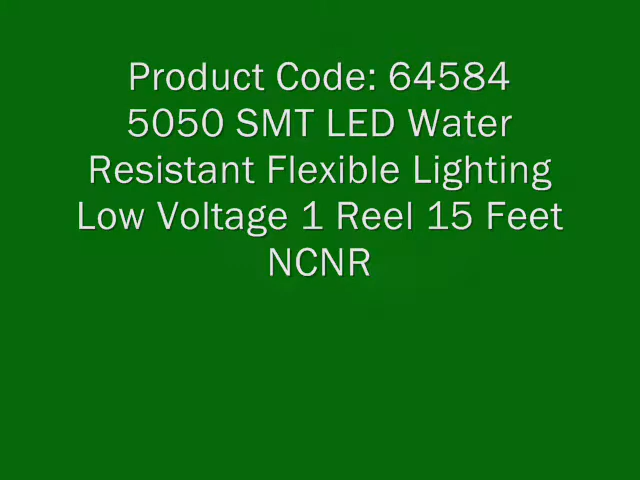 Product Code: 64584
5050 SMT LED Water
Resistant Flexible Lighting
Low Voltage 1 Reel 15 Feet
NCNR